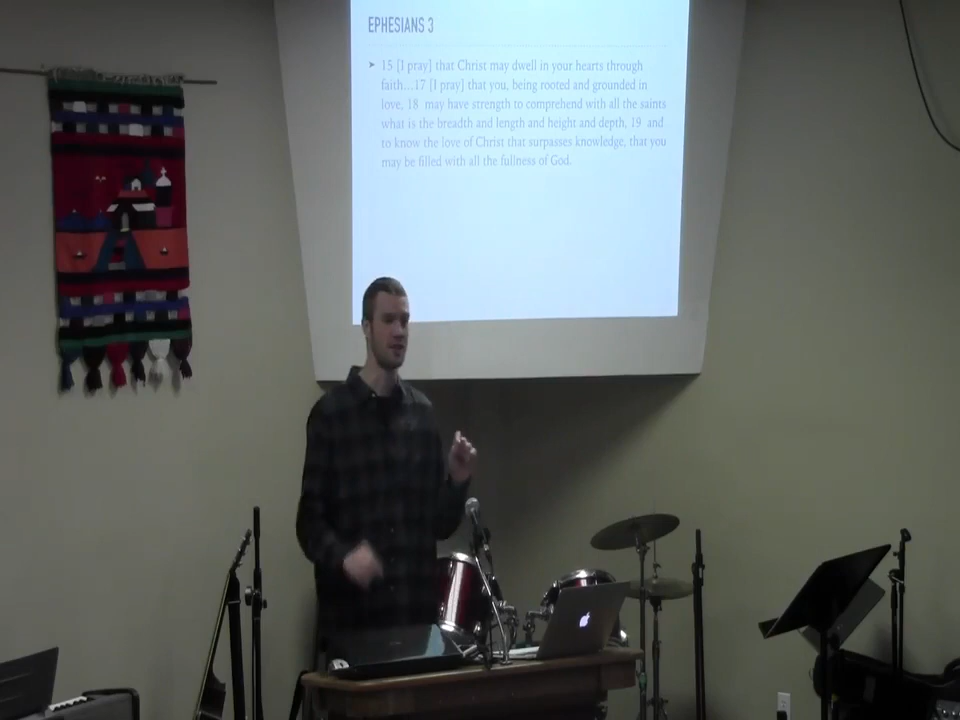 EPHESIANS 3
➤ 15 [I pray] that Christ may dwell in your hearts through
faith...17 [I pray] that you, being rooted and grounded in
love, 18 may have strength to comprehend with all the saints
what is the breadth and length and height and depth, 19 and
to know the love of Christ that surpasses knowledge, that you
may be filled with all the fullness of God.